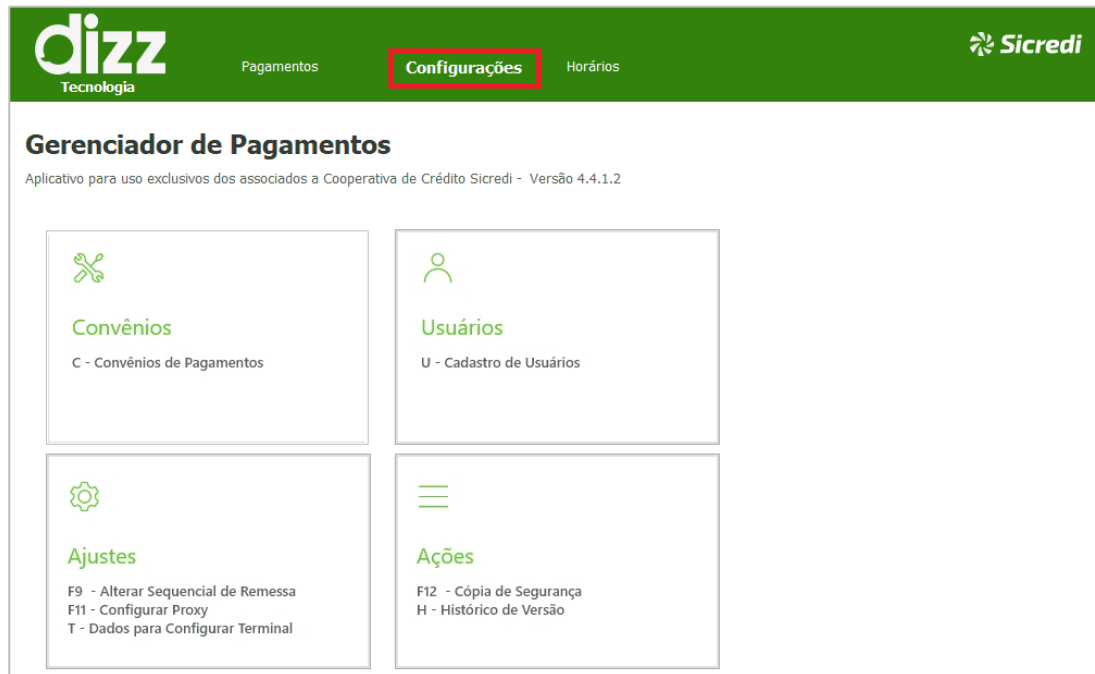 dizz
Tecnologia
Pagamentos
Configurações
Horários
Sicredi
Gerenciador de Pagamentos
Aplicativo para uso exclusivos dos associados a Cooperativa de Crédito Sicredi - Versão 4.4.1.2
Convênios
C - Convênios de Pagamentos
Usuários
U - Cadastro de Usuários
Ajustes
F9 - Alterar Sequencial de Remessa
F11 - Configurar Proxy
T - Dados para Configurar Terminal
Ações
F12 - Cópia de Segurança
H - Histórico de Versão